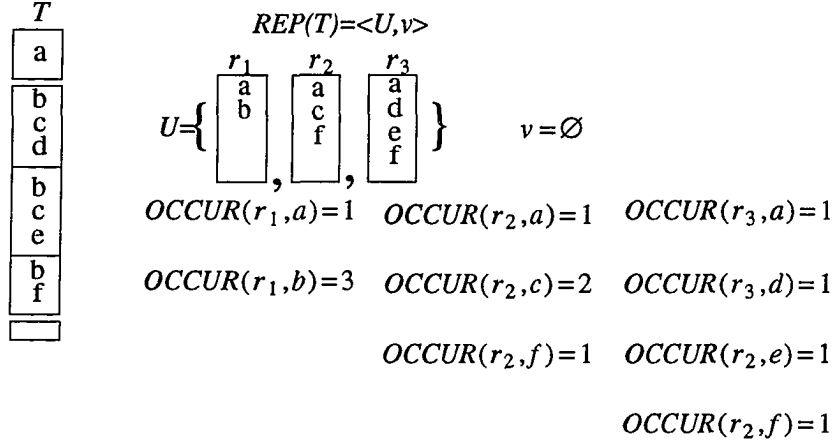 T
REP(T)=<U,v>
a
b
c
d
b
c
e
b
f
r1 r2 r3
U={
a
b
,
a
c
f
,
a
d
e
f
}
v=∅
OCCUR(r1,a)=1 OCCUR(r2,a)=1 OCCUR(r3,a)=1
OCCUR(r1,b)=3 OCCUR(r2,c)=2 OCCUR(r3,d)=1
OCCUR(r2,f)=1 OCCUR(r2,e)=1
OCCUR(r2,f)=1